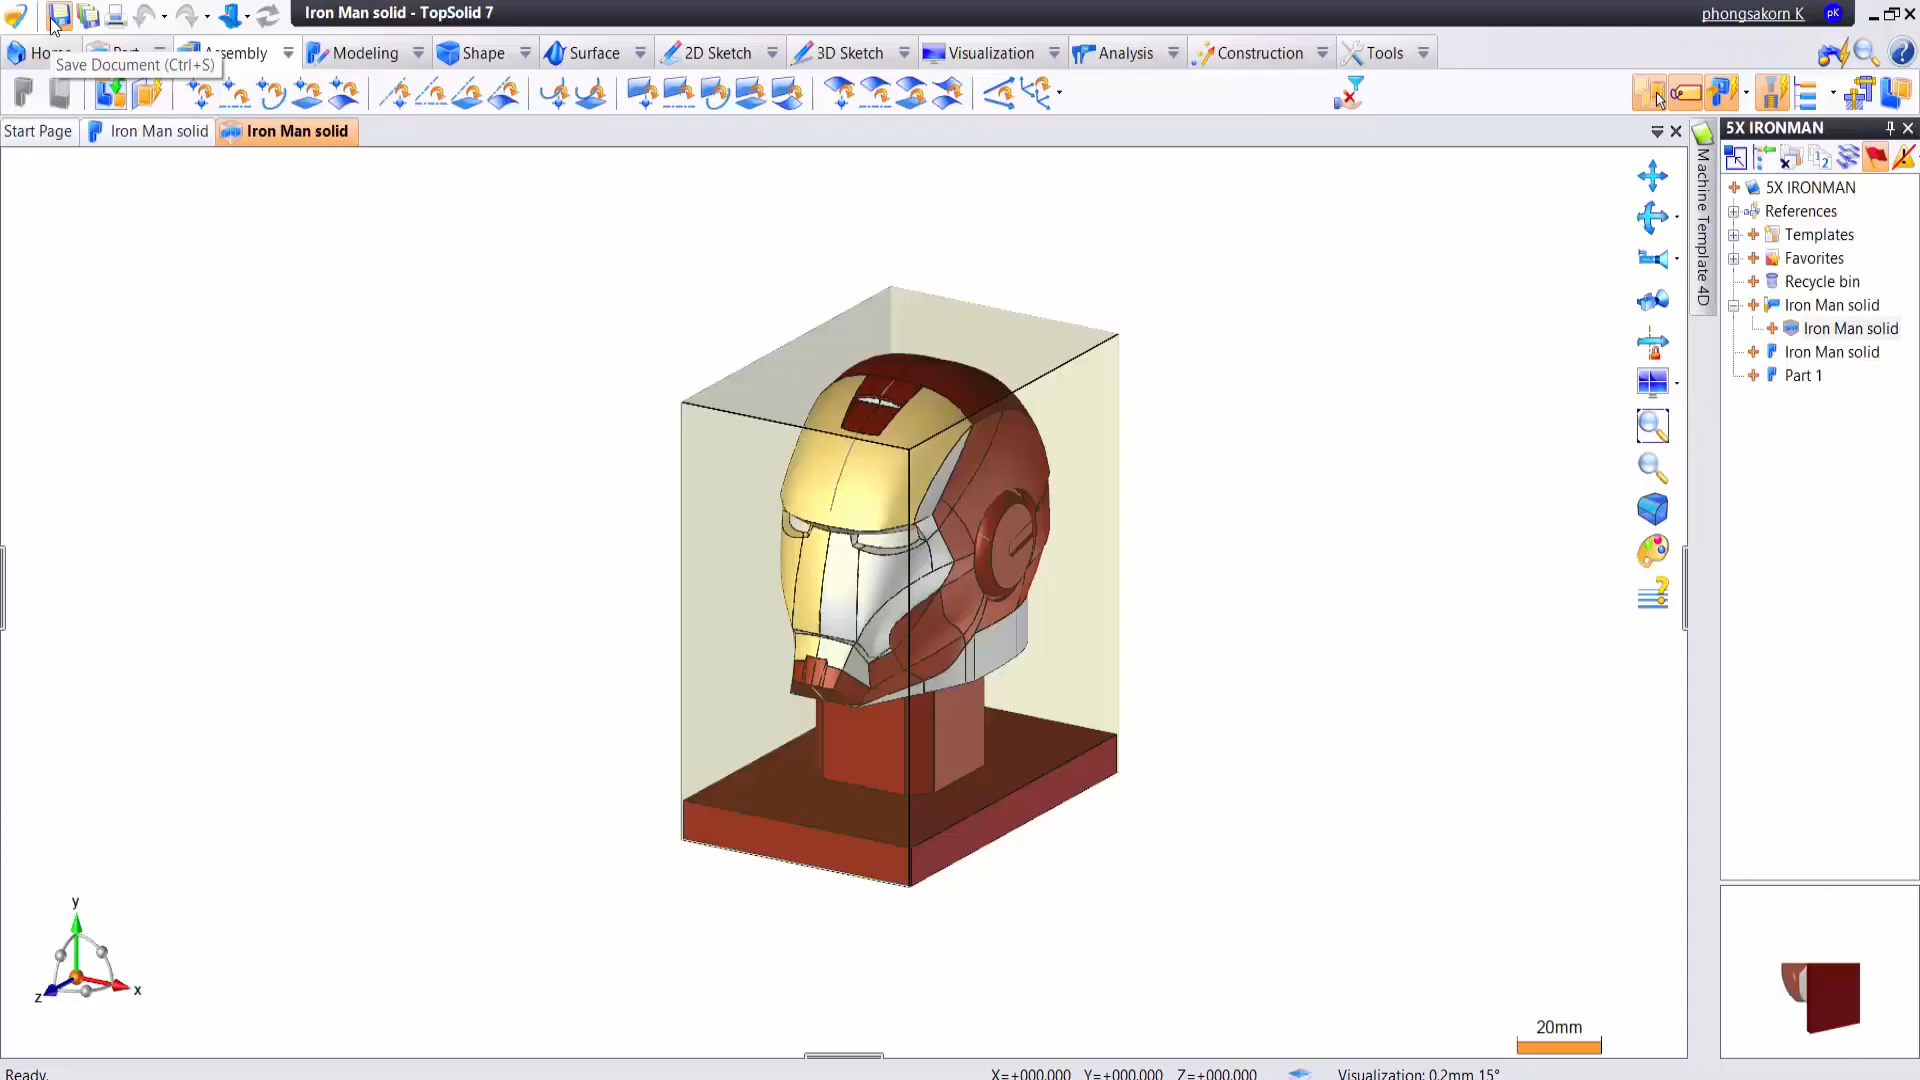 Iron Man solid - TopSolid 7
phongsakorn K
pK
Assembly
Modeling
Shape
Surface
2D Sketch
3D Sketch
Visualization
Analysis
Construction
Tools
Save Document (Ctrl+S)
Start Page
Iron Man solid
Iron Man solid
Machine Template 4D
5X IRONMAN
5X IRONMAN
References
Templates
Favorites
Recycle bin
Iron Man solid
Iron Man solid
Iron Man solid
Part 1
y
x
z
20mm
Ready.
X=+000.000 Y=+000.000 Z=+000.000
Visualization: 0.2mm 15°